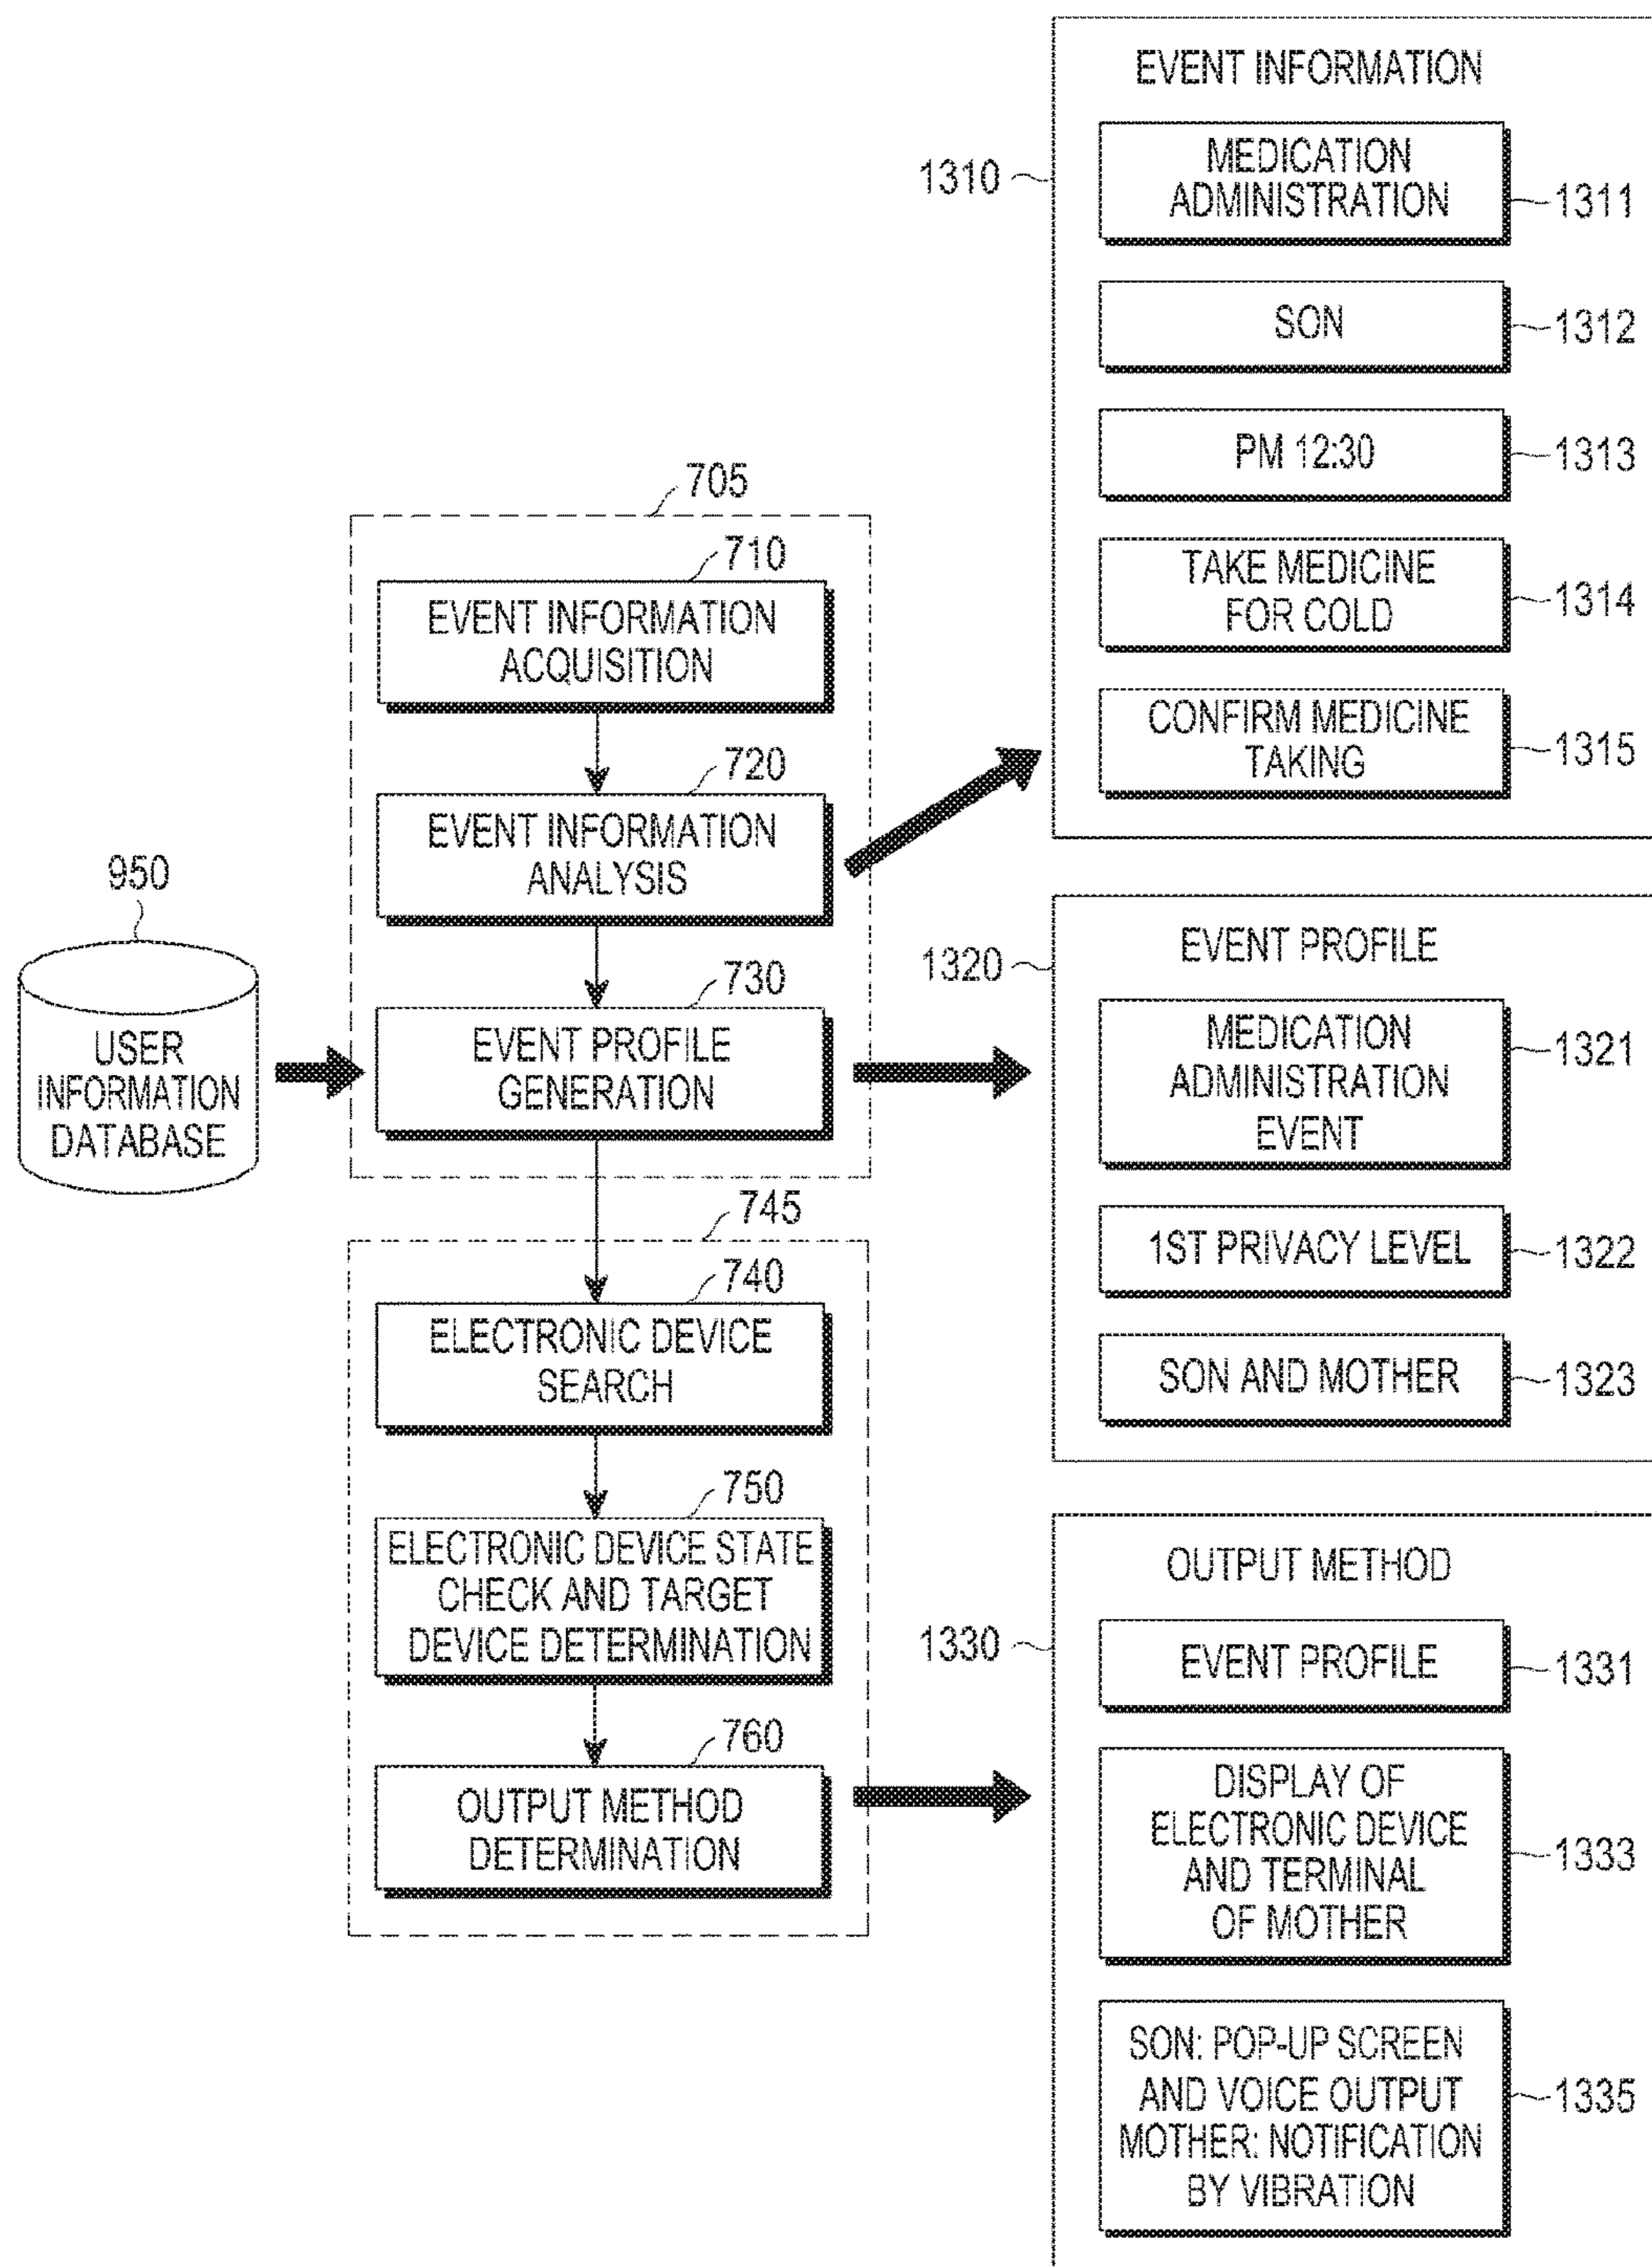 950
USER
INFORMATION
DATABASE
705
710
EVENT INFORMATION
ACQUISITION
720
EVENT INFORMATION
ANALYSIS
730
EVENT PROFILE
GENERATION
745
740
ELECTRONIC DEVICE
SEARCH
750
ELECTRONIC DEVICE STATE
CHECK AND TARGET
DEVICE DETERMINATION
760
OUTPUT METHOD
DETERMINATION
1310
EVENT INFORMATION
MEDICATION
ADMINISTRATION
1311
SON
1312
PM 12:30
1313
TAKE MEDICINE
FOR COLD
1314
CONFIRM MEDICINE
TAKING
1315
1320
EVENT PROFILE
MEDICATION
ADMINISTRATION
EVENT
1321
1ST PRIVACY LEVEL
1322
SON AND MOTHER
1323
1330
OUTPUT METHOD
EVENT PROFILE
1331
DISPLAY OF
ELECTRONIC DEVICE
AND TERMINAL
OF MOTHER
1333
SON: POP-UP SCREEN
AND VOICE OUTPUT
MOTHER: NOTIFICATION
BY VIBRATION
1335